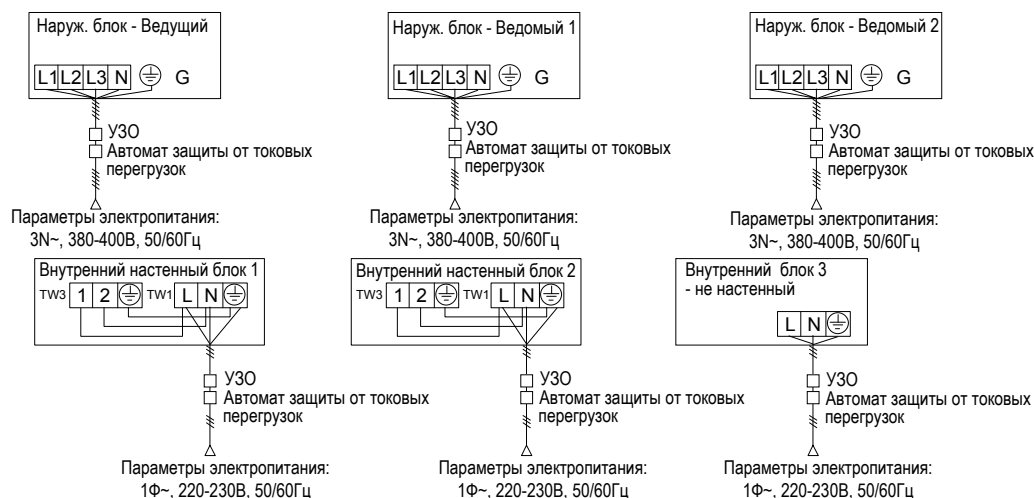 Наруж. блок - Ведущий
L1 L2 L3 N G
УЗО
Автомат защиты от токовых
перегрузок
Параметры электропитания:
3N~, 380-400В, 50/60Гц
Наруж. блок - Ведомый 1
L1 L2 L3 N G
УЗО
Автомат защиты от токовых
перегрузок
Параметры электропитания:
3N~, 380-400В, 50/60Гц
Наруж. блок - Ведомый 2
L1 L2 L3 N G
УЗО
Автомат защиты от токовых
перегрузок
Параметры электропитания:
3N~, 380-400В, 50/60Гц
Внутренний настенный блок 1
TW3 1 2 TW1 L N
УЗО
Автомат защиты от токовых
перегрузок
Параметры электропитания:
1Ф~, 220-230В, 50/60Гц
Внутренний настенный блок 2
TW3 1 2 TW1 L N
УЗО
Автомат защиты от токовых
перегрузок
Параметры электропитания:
1Ф~, 220-230В, 50/60Гц
Внутренний блок 3
- не настенный
L N
УЗО
Автомат защиты от токовых
перегрузок
Параметры электропитания:
1Ф~, 220-230В, 50/60Гц